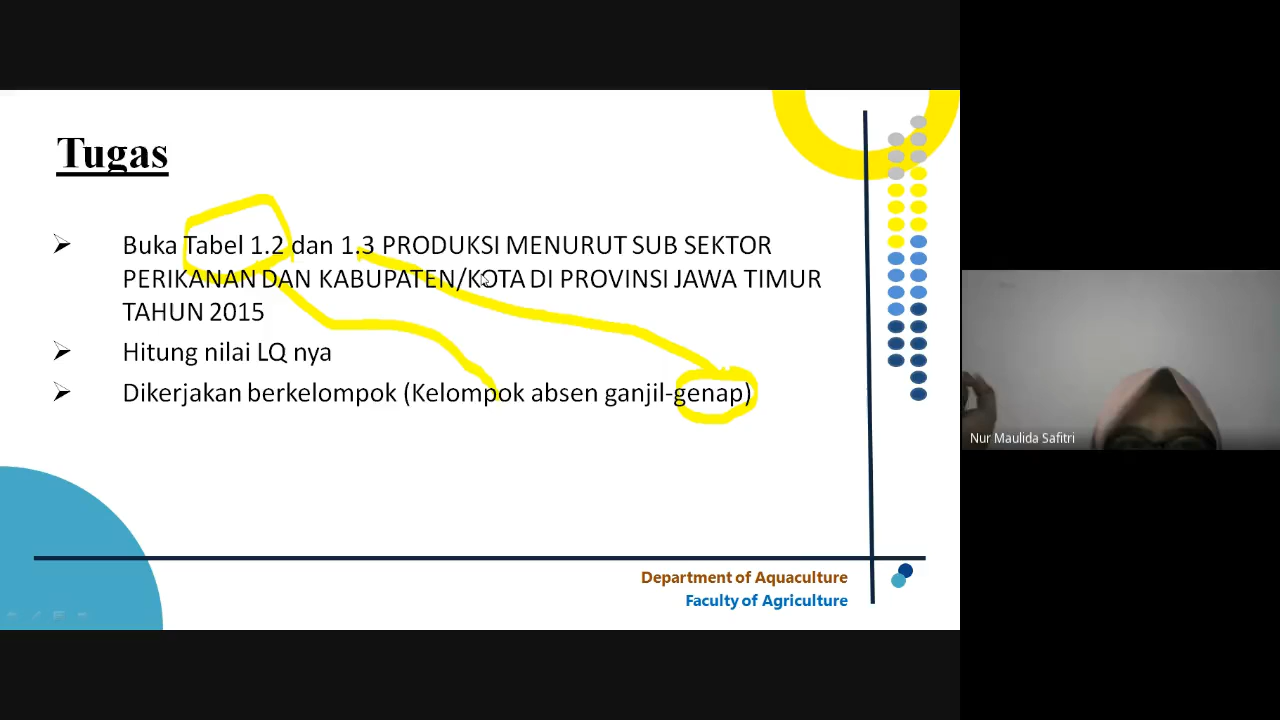 Tugas
Buka Tabel 1.2 dan 1.3 PRODUKSI MENURUT SUB SEKTOR
PERIKANAN DAN KABUPATEN/KOTA DI PROVINSI JAWA TIMUR
TAHUN 2015
Hitung nilai LQ nya
Dikerjakan berkelompok (Kelompok absen ganjil-genap)
Department of Aquaculture
Faculty of Agriculture
Nur Maulida Safitri